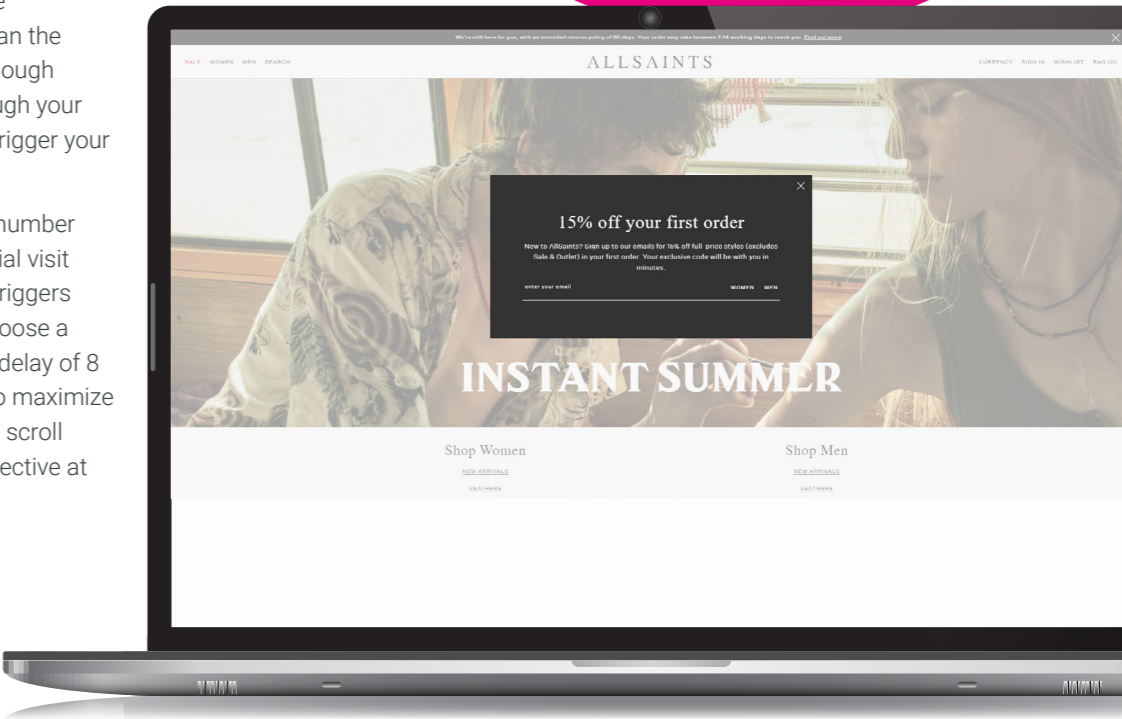 e
an the
ough
ugh your
rigger your
number
ial visit
riggers
oose a
delay of 8
o maximize
scroll
ective at
We're still here for you, with an extended returns policy of 60 days. Your order may take between 7-14 working days to reach you. Find out more
SALE WOMEN MEN SEARCH
ALLSAINTS
CURRENCY SIGN IN WISHLIST BAG (0)
15% off your first order
New to AllSaints? Sign up to our emails for 15% off full-price styles (excludes
Sale & Outlet) in your first order. Your exclusive code will be with you in
minutes.
enter your email WOMEN MEN
INSTANT SUMMER
Shop Women Shop Men
NEW ARRIVALS NEW ARRIVALS
LEATHERS LEATHERS